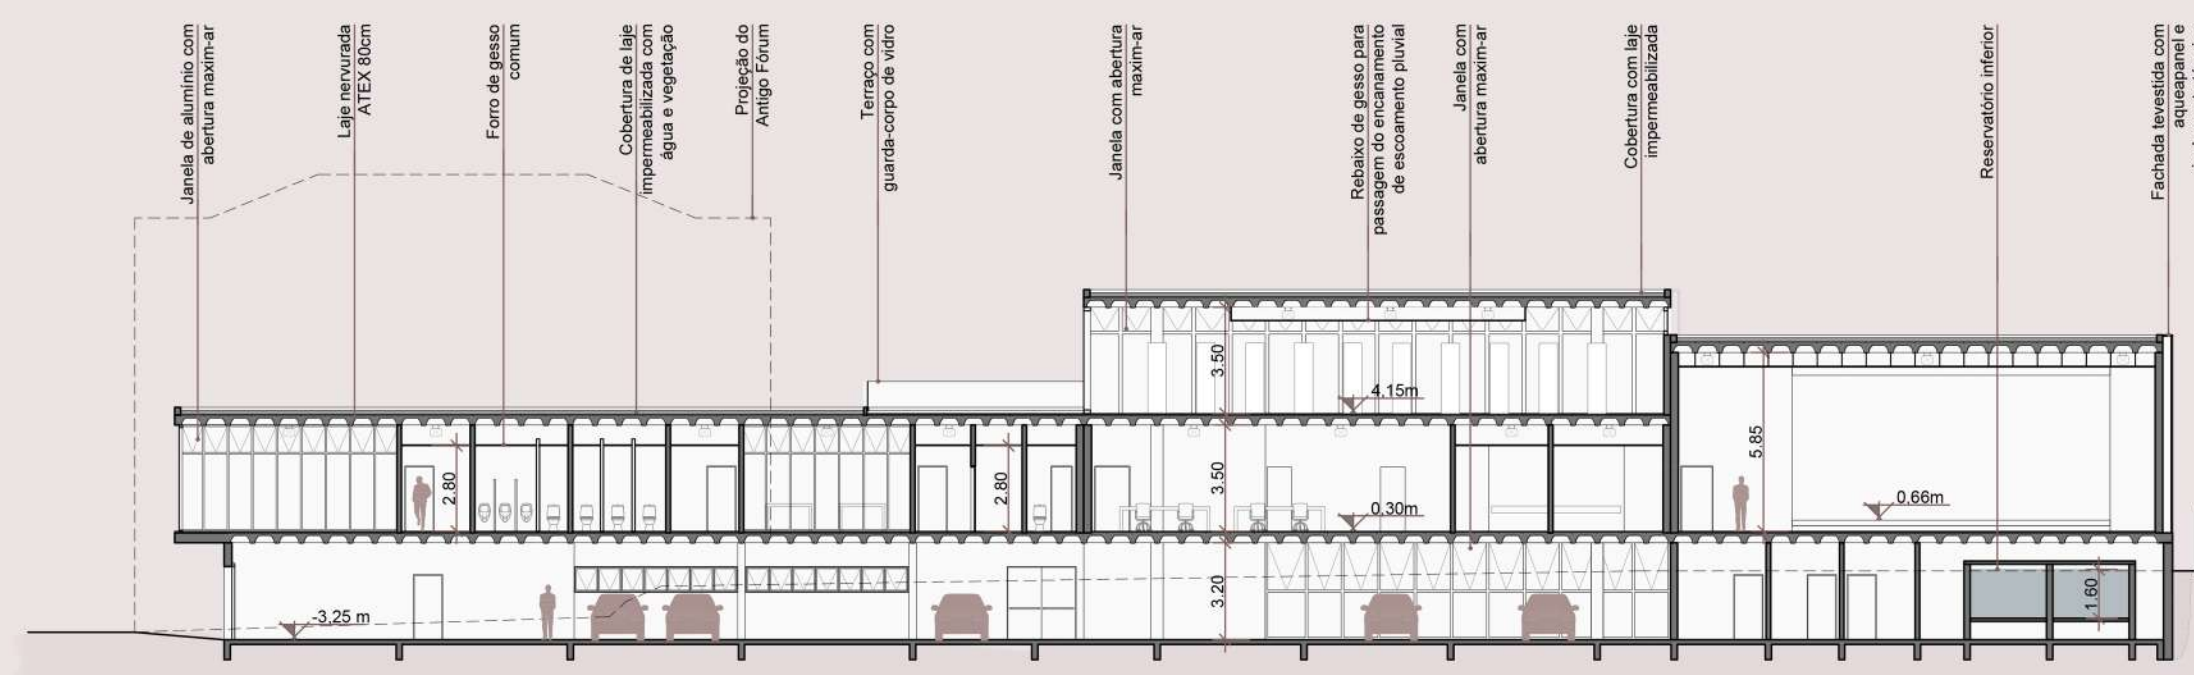 Janela de aluminio com
abertura maxim-ar
Laje nervurada
ATEX 80cm
Forro de gesso
comum
Cobertura de laje
impermeabilizada com
água e vegetação
Projeção do
Antigo Fórum
Terraço com
guarda-corpo de vidro
Janela com abertura
maxim-ar
Rebaixo de gesso para
passagem do encanamento
de escoamento pluvial
Janela com
abertura maxim-ar
Cobertura com laje
impermeabilizada
Reservatório inferior
Fachada tevestida com
aqueapanel e
3.50
4,15m
2.80
2.80
3.50
0.30m
5,85
0.66m
-3,25 m
3.20
1.60